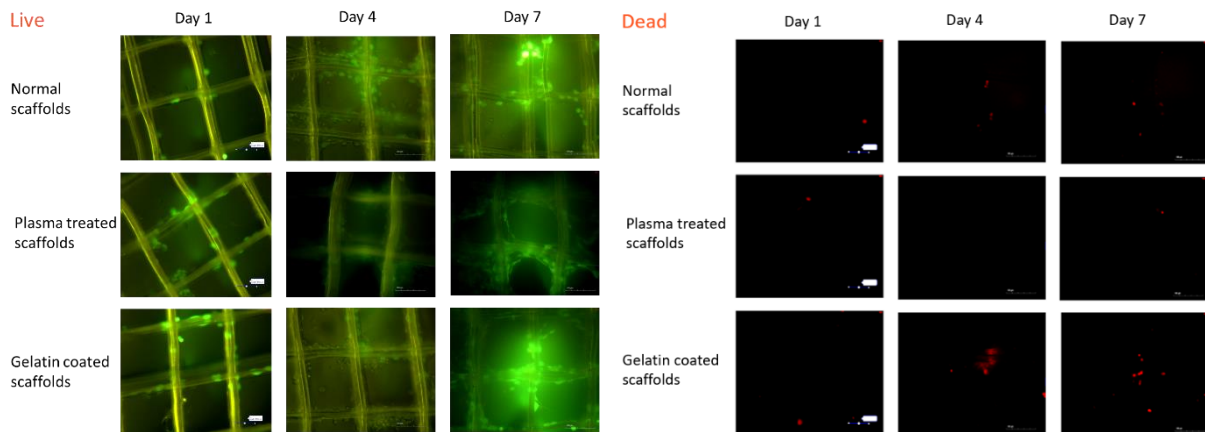 Live
Day 1
Day 4
Day 7
Dead
Day 1
Day 4
Day 7
Normal
scaffolds
Normal
scaffolds
Plasma treated
scaffolds
Plasma treated
scaffolds
Gelatin coated
scaffolds
Gelatin coated
scaffolds